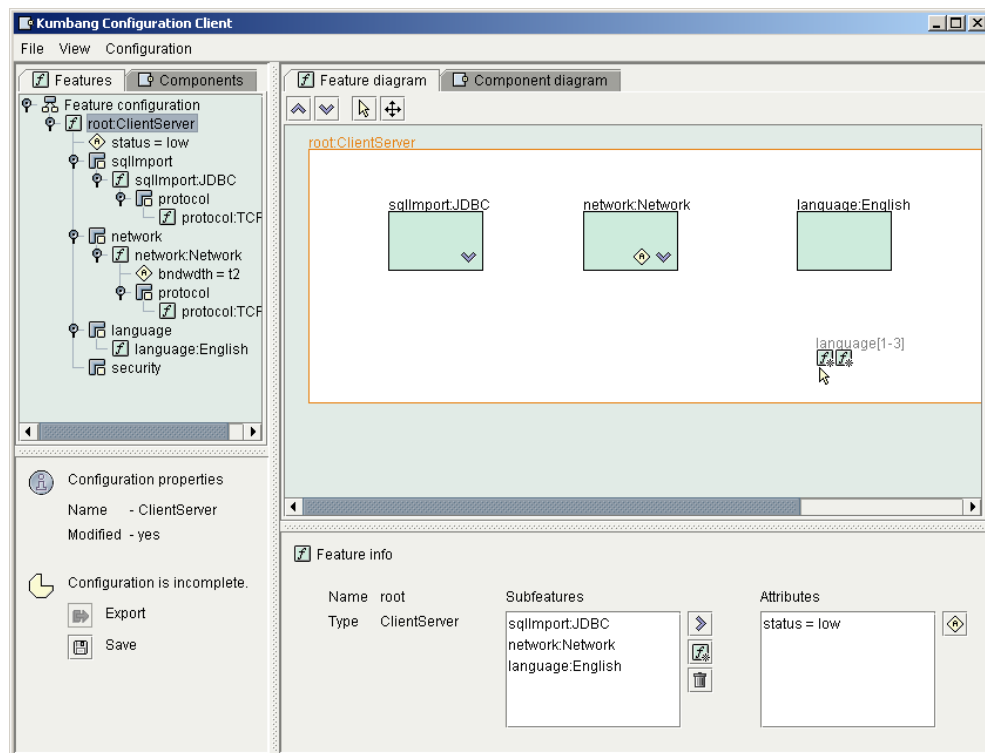 Kumbang Configuration Client
File View Configuration
Features Components
Feature configuration
root:ClientServer
status = low
sqlImport
sqlImport:JDBC
protocol
protocol:TCP
network
network:Network
bndwdth = t2
protocol
protocol:TCP
language
language:English
security
Configuration properties
Name - ClientServer
Modified - yes
Configuration is incomplete.
Export
Save
Feature diagram Component diagram
root:ClientServer
sqlImport:JDBC network:Network language:English
language[1-3]
Feature info
Name root
Type ClientServer
Subfeatures
sqlImport:JDBC
network:Network
language:English
Attributes
status = low